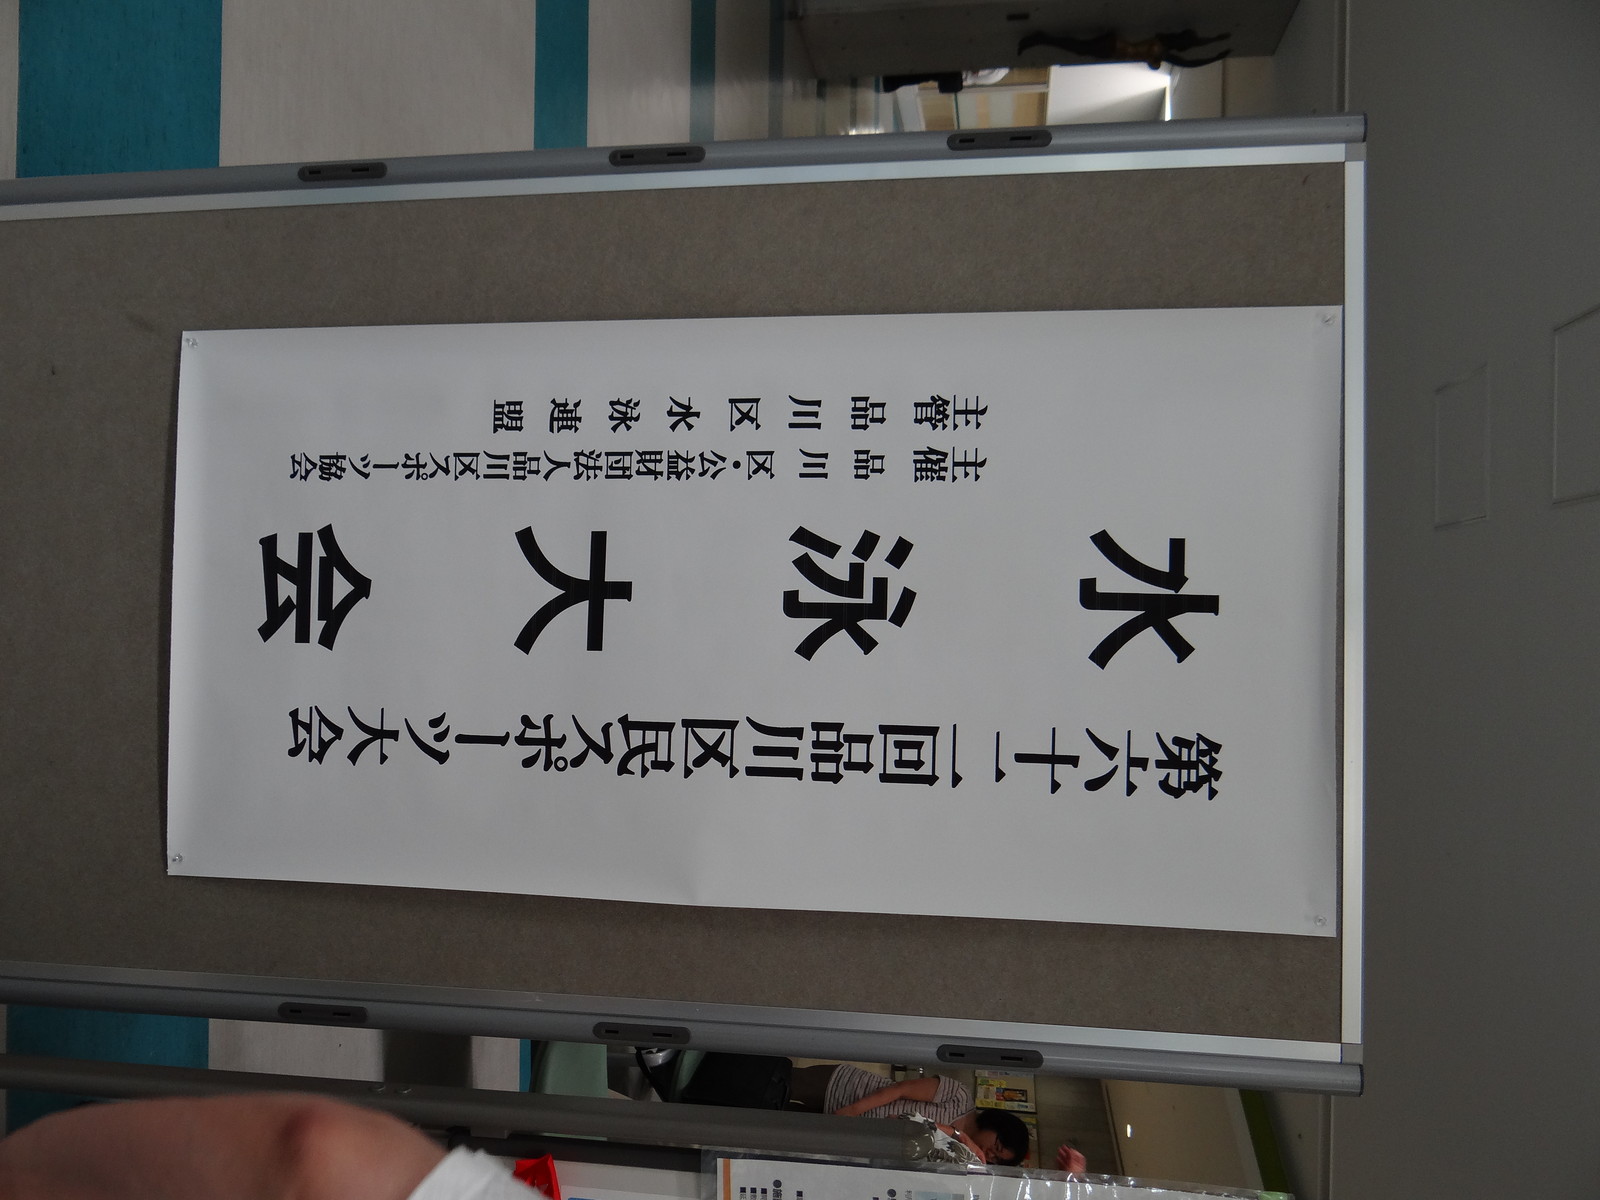 第六十二回品川区民スポーツ大会
水泳大会
主催 品川区・公益財団法人品川区スポーツ協会
主管 品川区水泳連盟